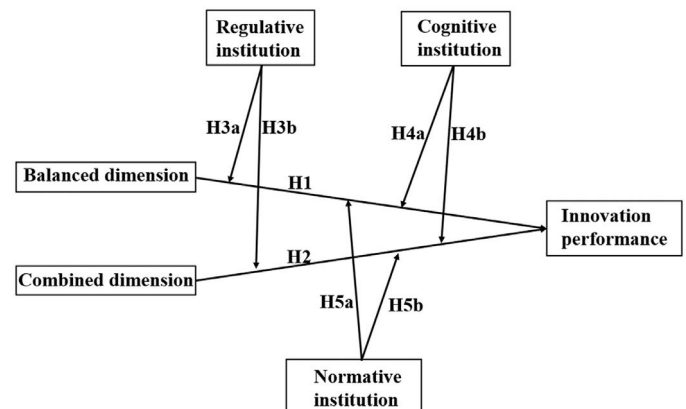 Regulative
institution
Cognitive
institution
H3a
H3b
H4a
H4b
Balanced dimension
H1
Innovation
performance
Combined dimension
H2
H5a
H5b
Normative
institution